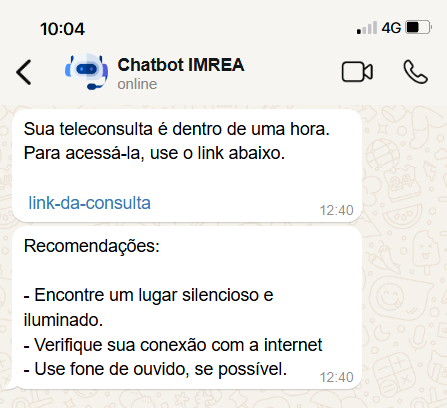 10:04
4G
Chatbot IMREA
online
Sua teleconsulta é dentro de uma hora.
Para acessá-la, use o link abaixo.
link-da-consulta
12:40
Recomendações:
- Encontre um lugar silencioso e
iluminado.
- Verifique sua conexão com a internet
- Use fone de ouvido, se possível.
12:40